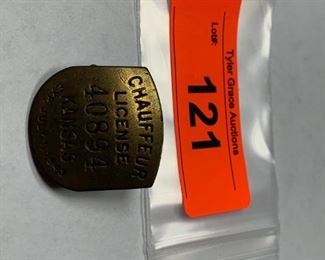 CHAUFFEUR
LICENSE
40894
KANSAS
Tyler Grace Auctions
Lot#:
121